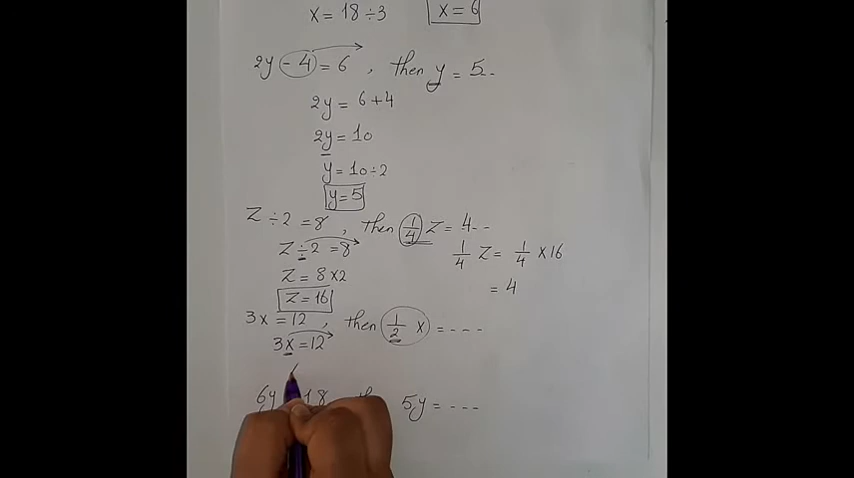 x = 18 ÷ 3 x = 6
2y - 4 = 6 , then y = 5
2y = 6 + 4
2y = 10
y = 10 ÷ 2
y = 5
Z ÷ 2 = 8 , then 1/4 Z = 4
Z ÷ 2 = 8 1/4 Z = 1/4 × 16
Z = 8 × 2 = 4
Z = 16
3x = 12 , then 1/2 x = ---
3x = 12
6y 18 5y = ---